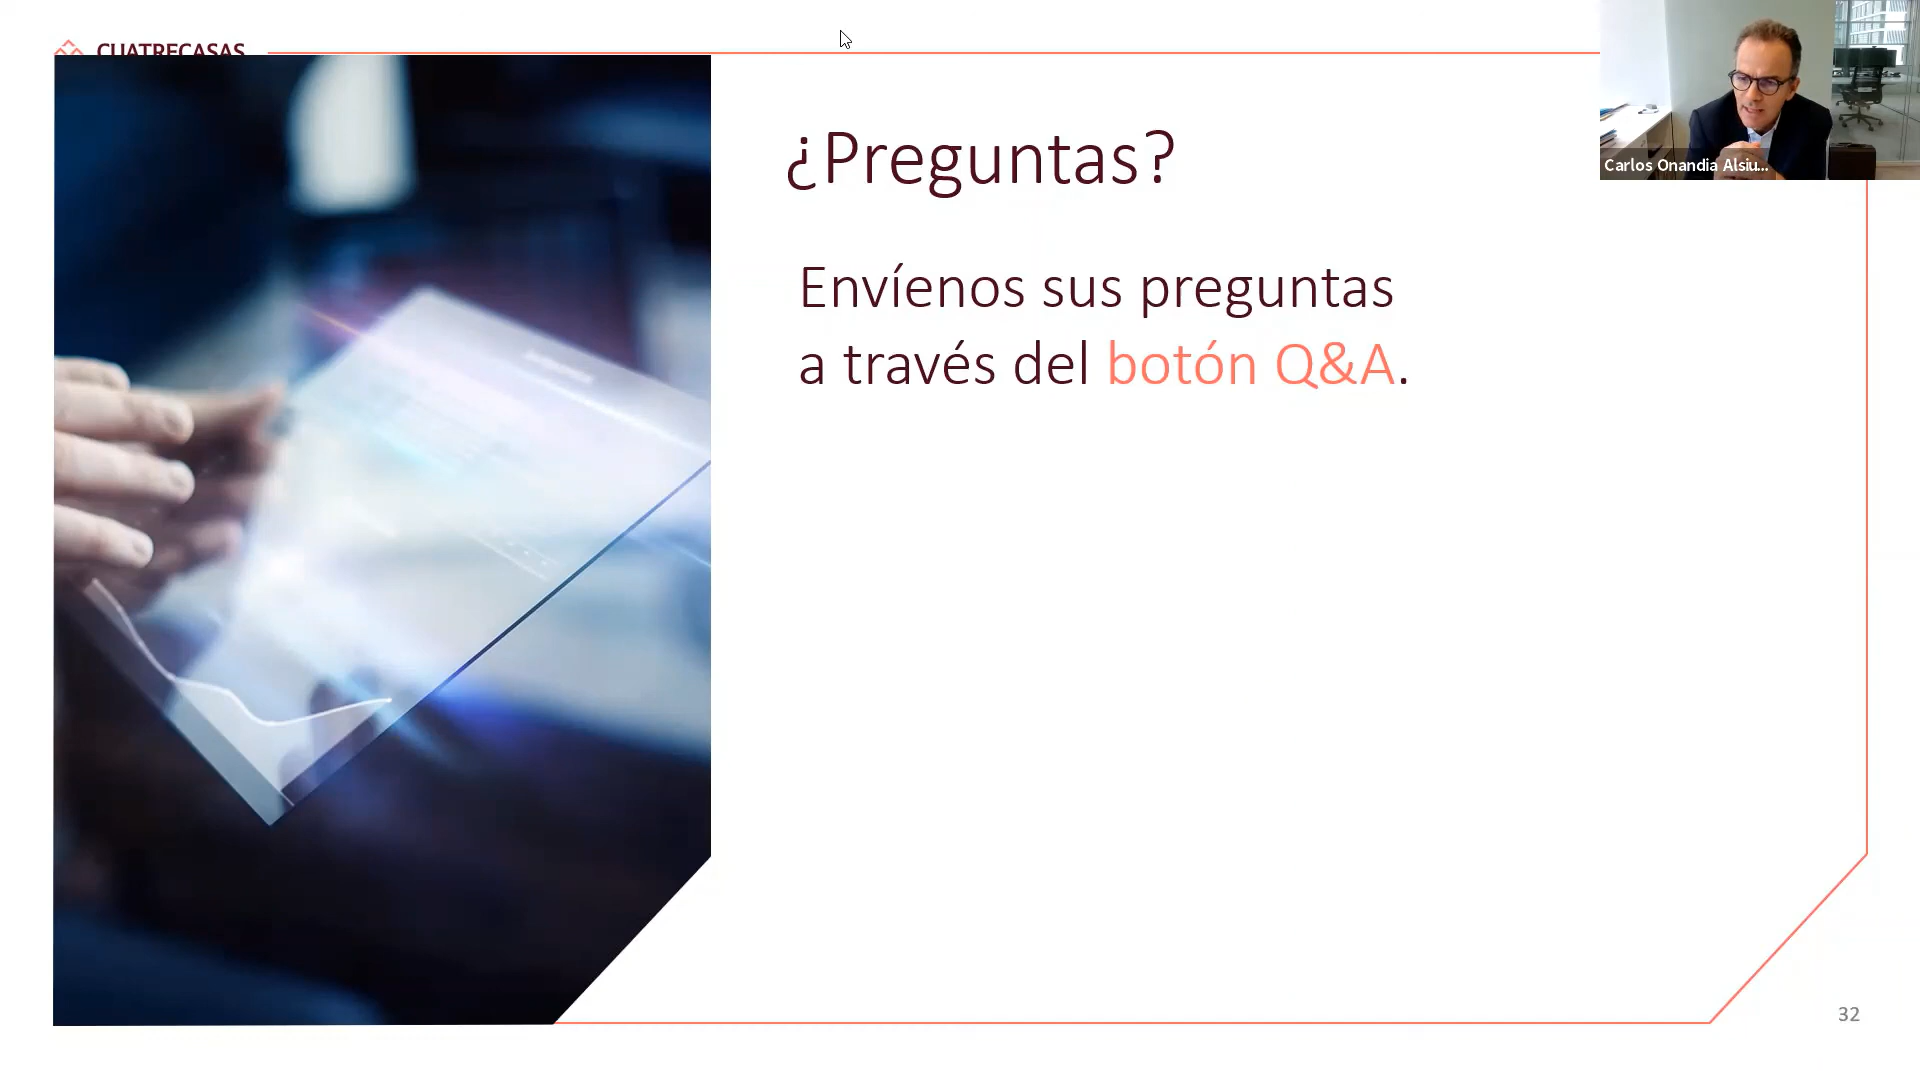 CUATRECASAS
Carlos Onandia Alsiu...
¿Preguntas?
Envíenos sus preguntas
a través del botón Q&A.
32